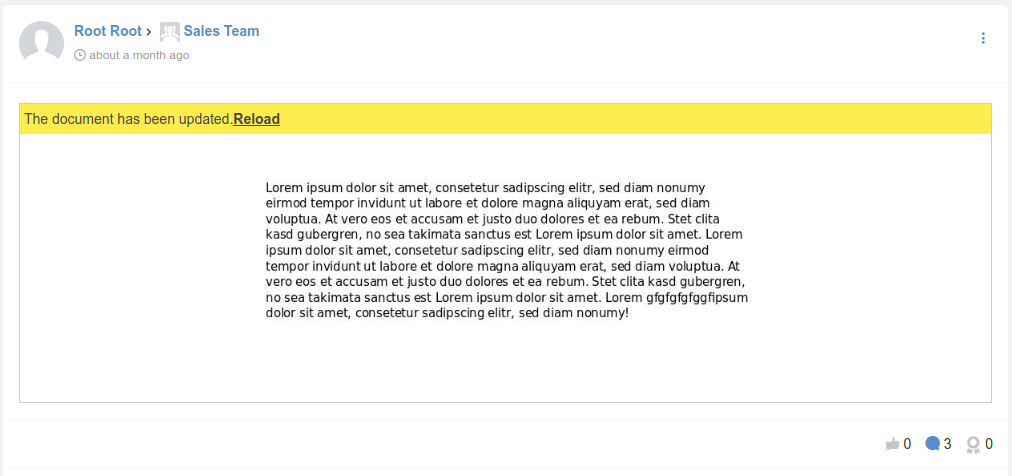 Root Root › Sales Team
about a month ago
The document has been updated.Reload
Lorem ipsum dolor sit amet, consetetur sadipscing elitr, sed diam nonumy
eirmod tempor invidunt ut labore et dolore magna aliquyam erat, sed diam
voluptua. At vero eos et accusam et justo duo dolores et ea rebum. Stet clita
kasd gubergren, no sea takimata sanctus est Lorem ipsum dolor sit amet. Lorem
ipsum dolor sit amet, consetetur sadipscing elitr, sed diam nonumy eirmod
tempor invidunt ut labore et dolore magna aliquyam erat, sed diam voluptua. At
vero eos et accusam et justo duo dolores et ea rebum. Stet clita kasd gubergren,
no sea takimata sanctus est Lorem ipsum dolor sit amet. Lorem gfgfgfgfggfipsum
dolor sit amet, consetetur sadipscing elitr, sed diam nonumy!
0 3 0